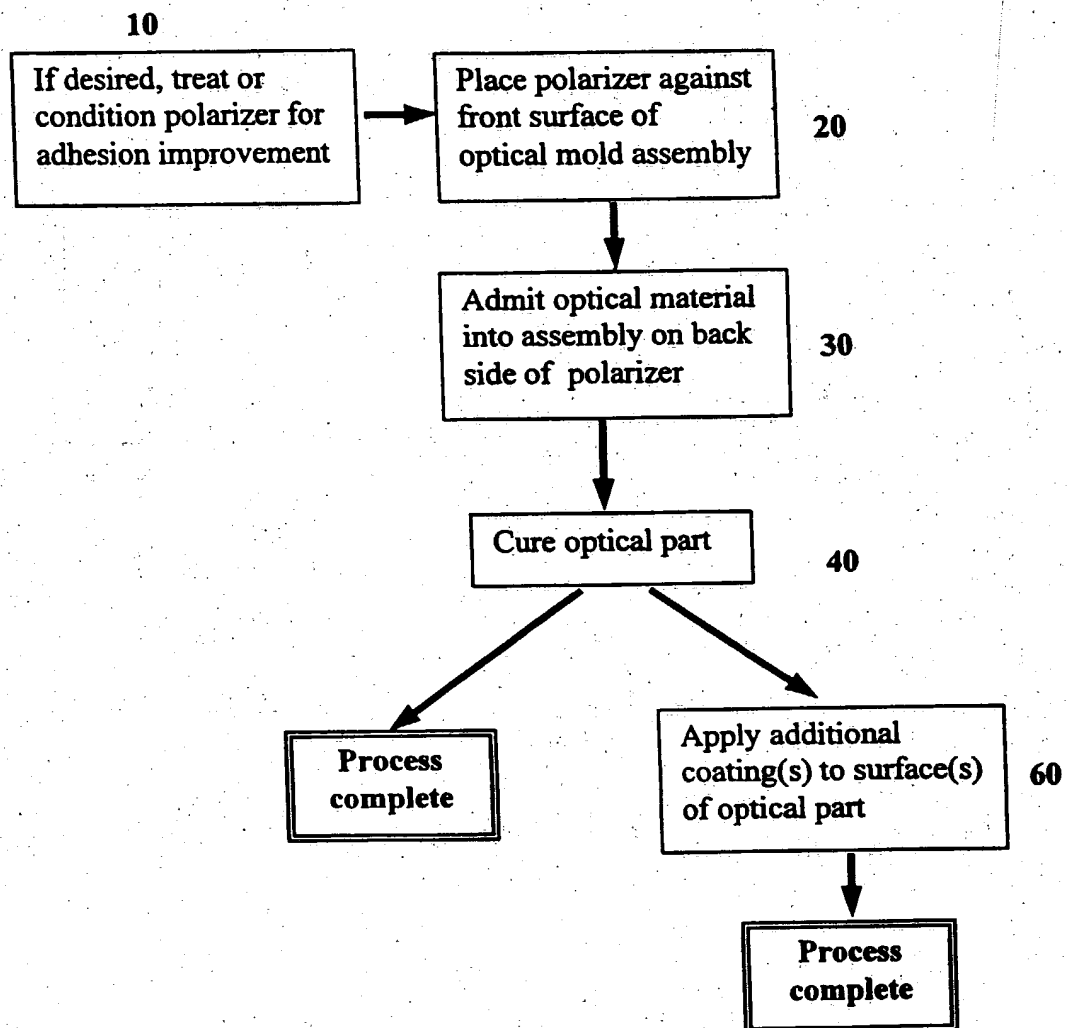 10
If desired, treat or
condition polarizer for
adhesion improvement
Place polarizer against
front surface of
optical mold assembly
20
Admit optical material
into assembly on back
side of polarizer
30
Cure optical part
40
Process
complete
Apply additional
coating(s) to surface(s)
of optical part
60
Process
complete